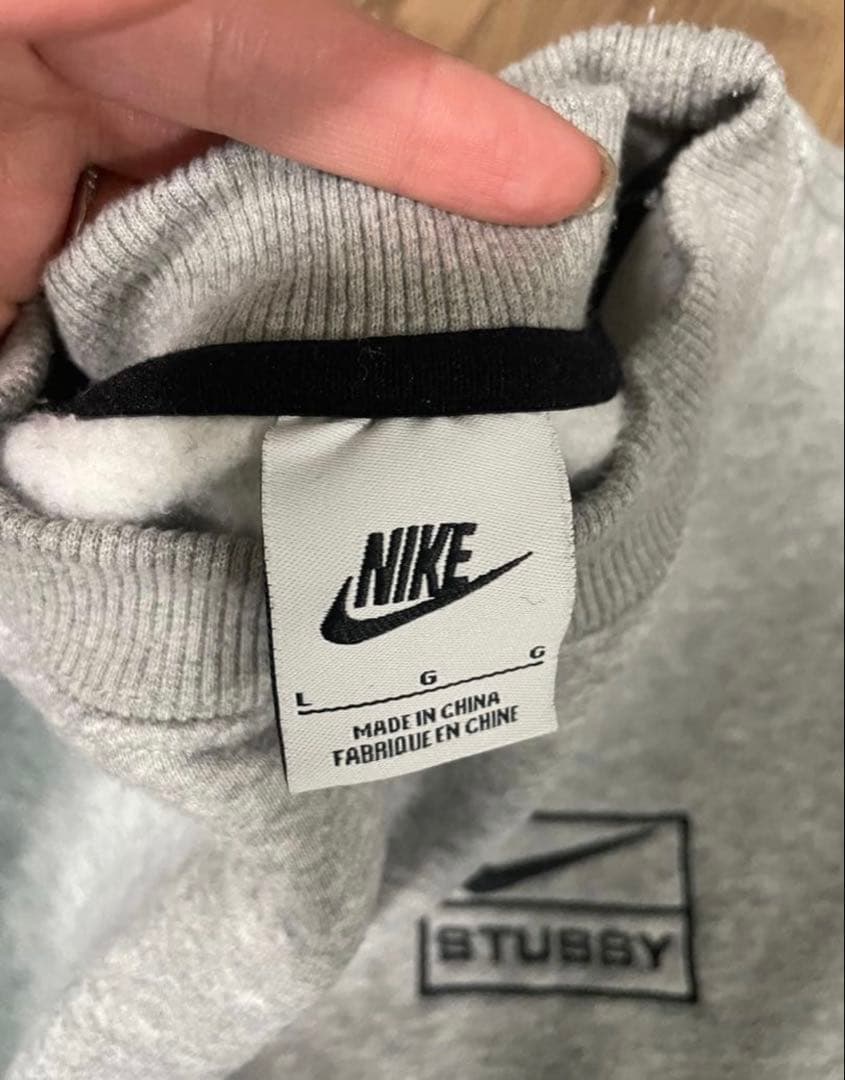 NIKE
L G G
MADE IN CHINA
FABRIQUE EN CHINE
STUSSY